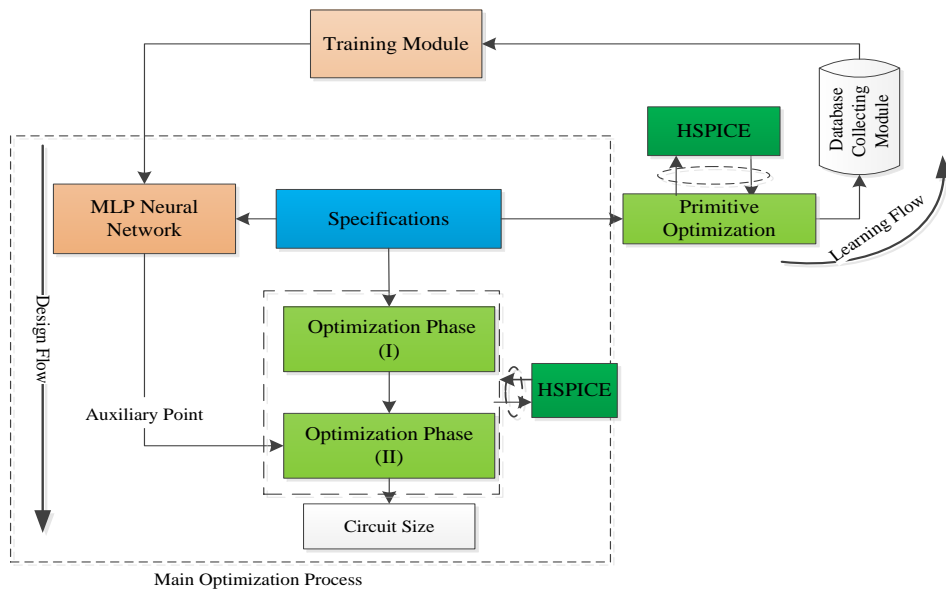 Training Module
HSPICE
Database
Collecting
Module
MLP Neural
Network
Specifications
Primitive
Optimization
Learning Flow
Design Flow
Optimization Phase
(I)
HSPICE
Auxiliary Point
Optimization Phase
(II)
Circuit Size
Main Optimization Process